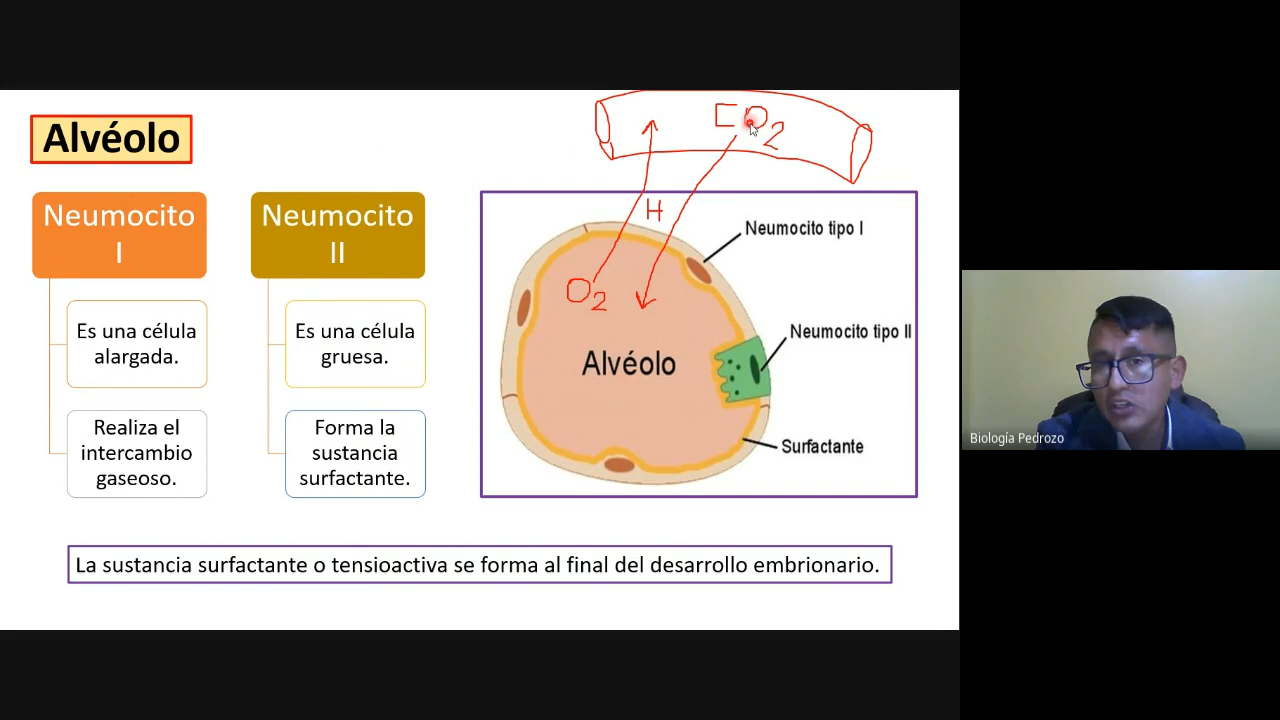 Alvéolo
Neumocito
I
Es una célula
alargada.
Realiza el
intercambio
gaseoso.
Neumocito
II
Es una célula
gruesa.
Forma la
sustancia
surfactante.
CO2
H
O2
Neumocito tipo I
Neumocito tipo II
Alvéolo
Surfactante
La sustancia surfactante o tensioactiva se forma al final del desarrollo embrionario.
Biología Pedrozo